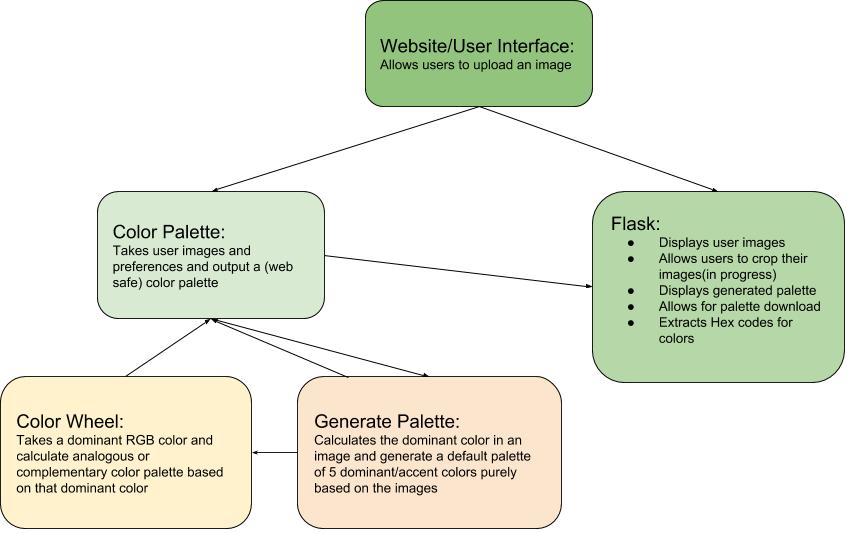 Website/User Interface:
Allows users to upload an image
Color Palette:
Takes user images and
preferences and output a (web
safe) color palette
Flask:
● Displays user images
● Allows users to crop their
images(in progress)
● Displays generated palette
● Allows for palette download
● Extracts Hex codes for
colors
Color Wheel:
Takes a dominant RGB color and
calculate analogous or
complementary color palette based
on that dominant color
Generate Palette:
Calculates the dominant color in an
image and generate a default palette
of 5 dominant/accent colors purely
based on the images